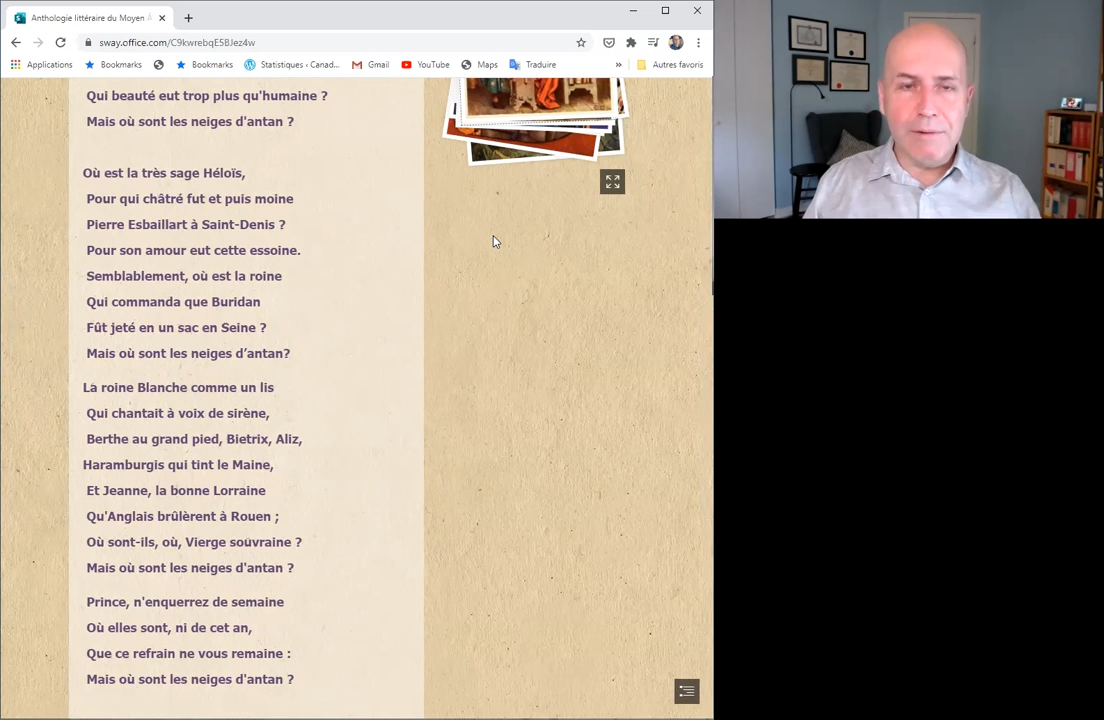 Anthologie littéraire du Moyen
sway.office.com/C9kwrebqE5BJez4w
Applications
Bookmarks
Bookmarks
Statistiques ‹ Canad...
Gmail
YouTube
Maps
Traduire
»
Autres favoris
Qui beauté eut trop plus qu'humaine ?
Mais où sont les neiges d'antan ?
Où est la très sage Héloïs,
Pour qui châtré fut et puis moine
Pierre Esbaillart à Saint-Denis ?
Pour son amour eut cette essoine.
Semblablement, où est la roine
Qui commanda que Buridan
Fût jeté en un sac en Seine ?
Mais où sont les neiges d’antan?
La roine Blanche comme un lis
Qui chantait à voix de sirène,
Berthe au grand pied, Bietrix, Aliz,
Haramburgis qui tint le Maine,
Et Jeanne, la bonne Lorraine
Qu'Anglais brûlèrent à Rouen ;
Où sont-ils, où, Vierge souvraine ?
Mais où sont les neiges d'antan ?
Prince, n'enquerrez de semaine
Où elles sont, ni de cet an,
Que ce refrain ne vous remaine :
Mais où sont les neiges d'antan ?